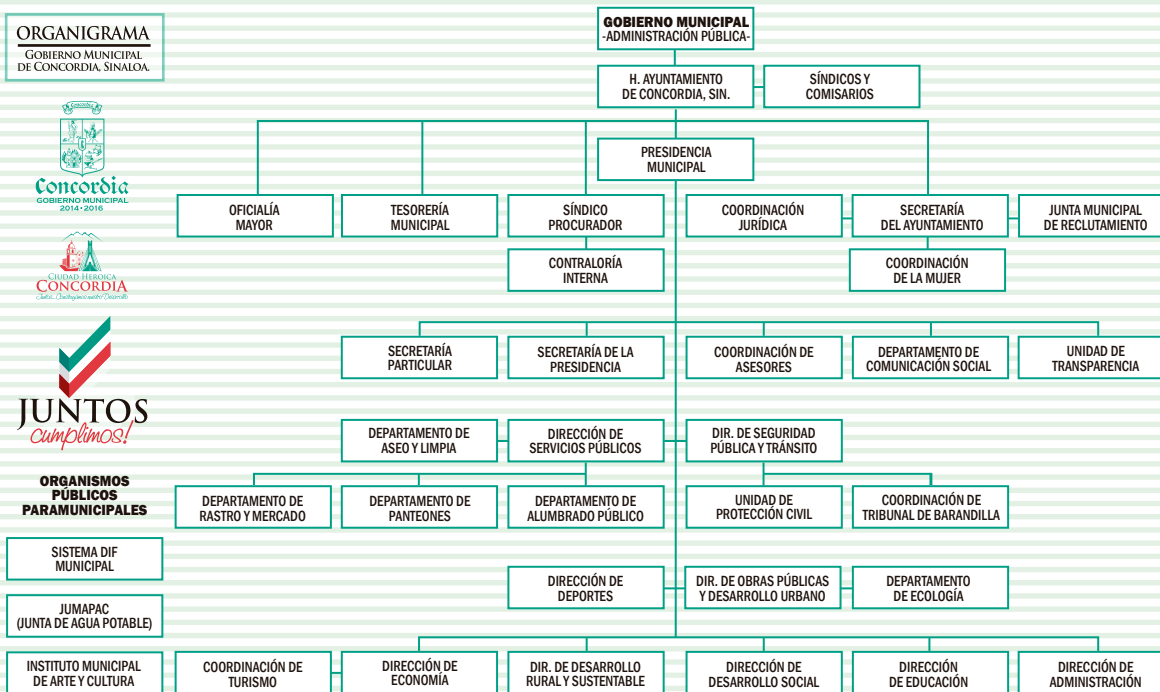 ORGANIGRAMA
GOBIERNO MUNICIPAL
DE CONCORDIA, SINALOA.
GOBIERNO MUNICIPAL
-ADMINISTRACIÓN PÚBLICA-
H. AYUNTAMIENTO
DE CONCORDIA, SIN.
SÍNDICOS Y
COMISARIOS
PRESIDENCIA
MUNICIPAL
Concordia
Concordia
GOBIERNO MUNICIPAL
2014•2016
OFICIALÍA
MAYOR
TESORERÍA
MUNICIPAL
SÍNDICO
PROCURADOR
COORDINACIÓN
JURÍDICA
SECRETARÍA
DEL AYUNTAMIENTO
JUNTA MUNICIPAL
DE RECLUTAMIENTO
CONTRALORÍA
INTERNA
COORDINACIÓN
DE LA MUJER
CIUDAD HEROICA
CONCORDIA
Juntos... Construyamos nuestro Desarrollo
SECRETARÍA
PARTICULAR
SECRETARÍA DE LA
PRESIDENCIA
COORDINACIÓN DE
ASESORES
DEPARTAMENTO DE
COMUNICACIÓN SOCIAL
UNIDAD DE
TRANSPARENCIA
JUNTOS
cumplimos!
DEPARTAMENTO DE
ASEO Y LIMPIA
DIRECCIÓN DE
SERVICIOS PÚBLICOS
DIR. DE SEGURIDAD
PÚBLICA Y TRÁNSITO
DEPARTAMENTO DE
RASTRO Y MERCADO
DEPARTAMENTO DE
PANTEONES
DEPARTAMENTO DE
ALUMBRADO PÚBLICO
UNIDAD DE
PROTECCIÓN CIVIL
COORDINACIÓN DE
TRIBUNAL DE BARANDILLA
ORGANISMOS
PÚBLICOS
PARAMUNICIPALES
SISTEMA DIF
MUNICIPAL
JUMAPAC
(JUNTA DE AGUA POTABLE)
INSTITUTO MUNICIPAL
DE ARTE Y CULTURA
DIRECCIÓN DE
DEPORTES
DIR. DE OBRAS PÚBLICAS
Y DESARROLLO URBANO
DEPARTAMENTO
DE ECOLOGÍA
COORDINACIÓN DE
TURISMO
DIRECCIÓN DE
ECONOMÍA
DIR. DE DESARROLLO
RURAL Y SUSTENTABLE
DIRECCIÓN DE
DESARROLLO SOCIAL
DIRECCIÓN
DE EDUCACIÓN
DIRECCIÓN DE
ADMINISTRACIÓN